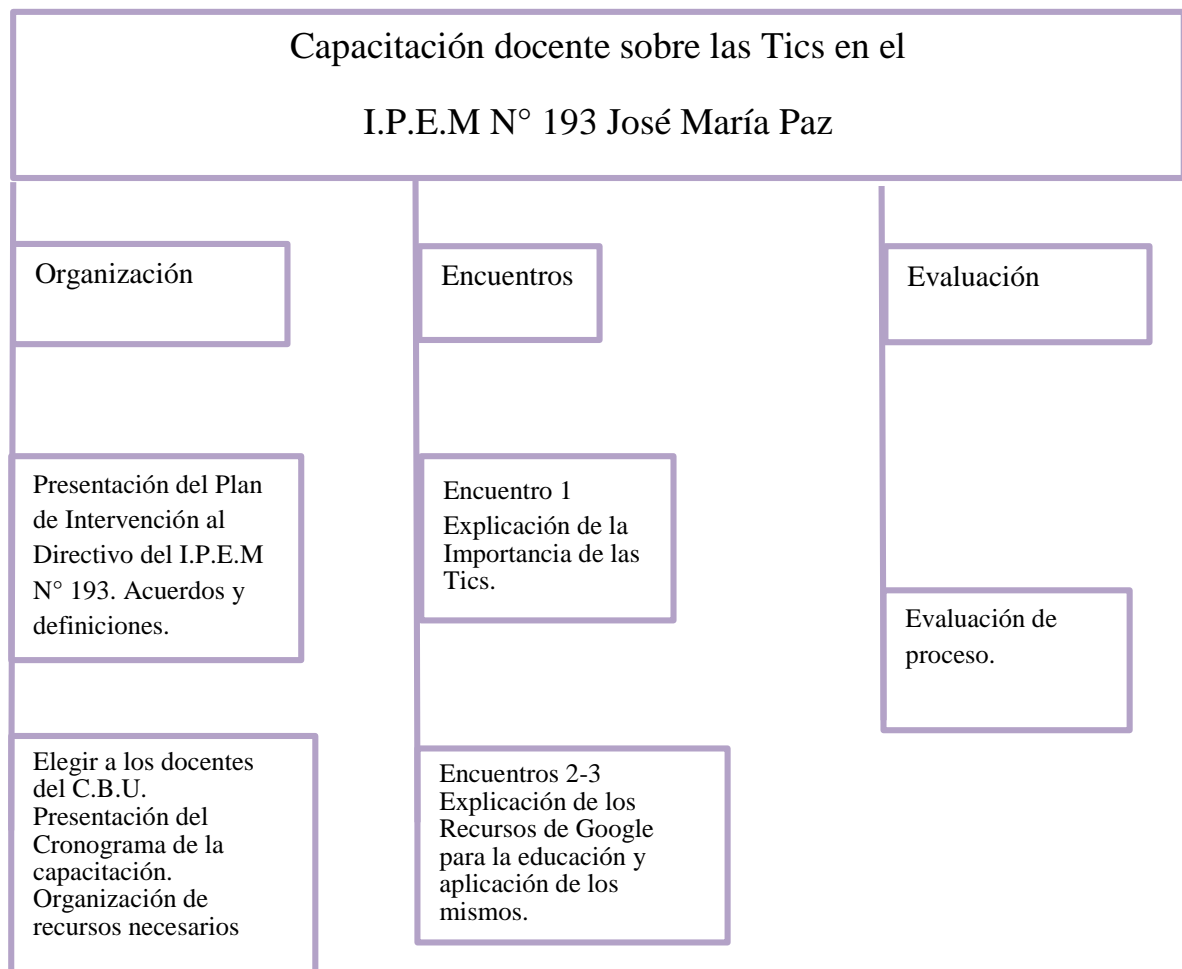 Capacitación docente sobre las Tics en el
I.P.E.M N° 193 José María Paz
Organización
Encuentros
Evaluación
Presentación del Plan
de Intervención al
Directivo del I.P.E.M
N° 193. Acuerdos y
definiciones.
Encuentro 1
Explicación de la
Importancia de las
Tics.
Evaluación de
proceso.
Elegir a los docentes
del C.B.U.
Presentación del
Cronograma de la
capacitación.
Organización de
recursos necesarios
Encuentros 2-3
Explicación de los
Recursos de Google
para la educación y
aplicación de los
mismos.